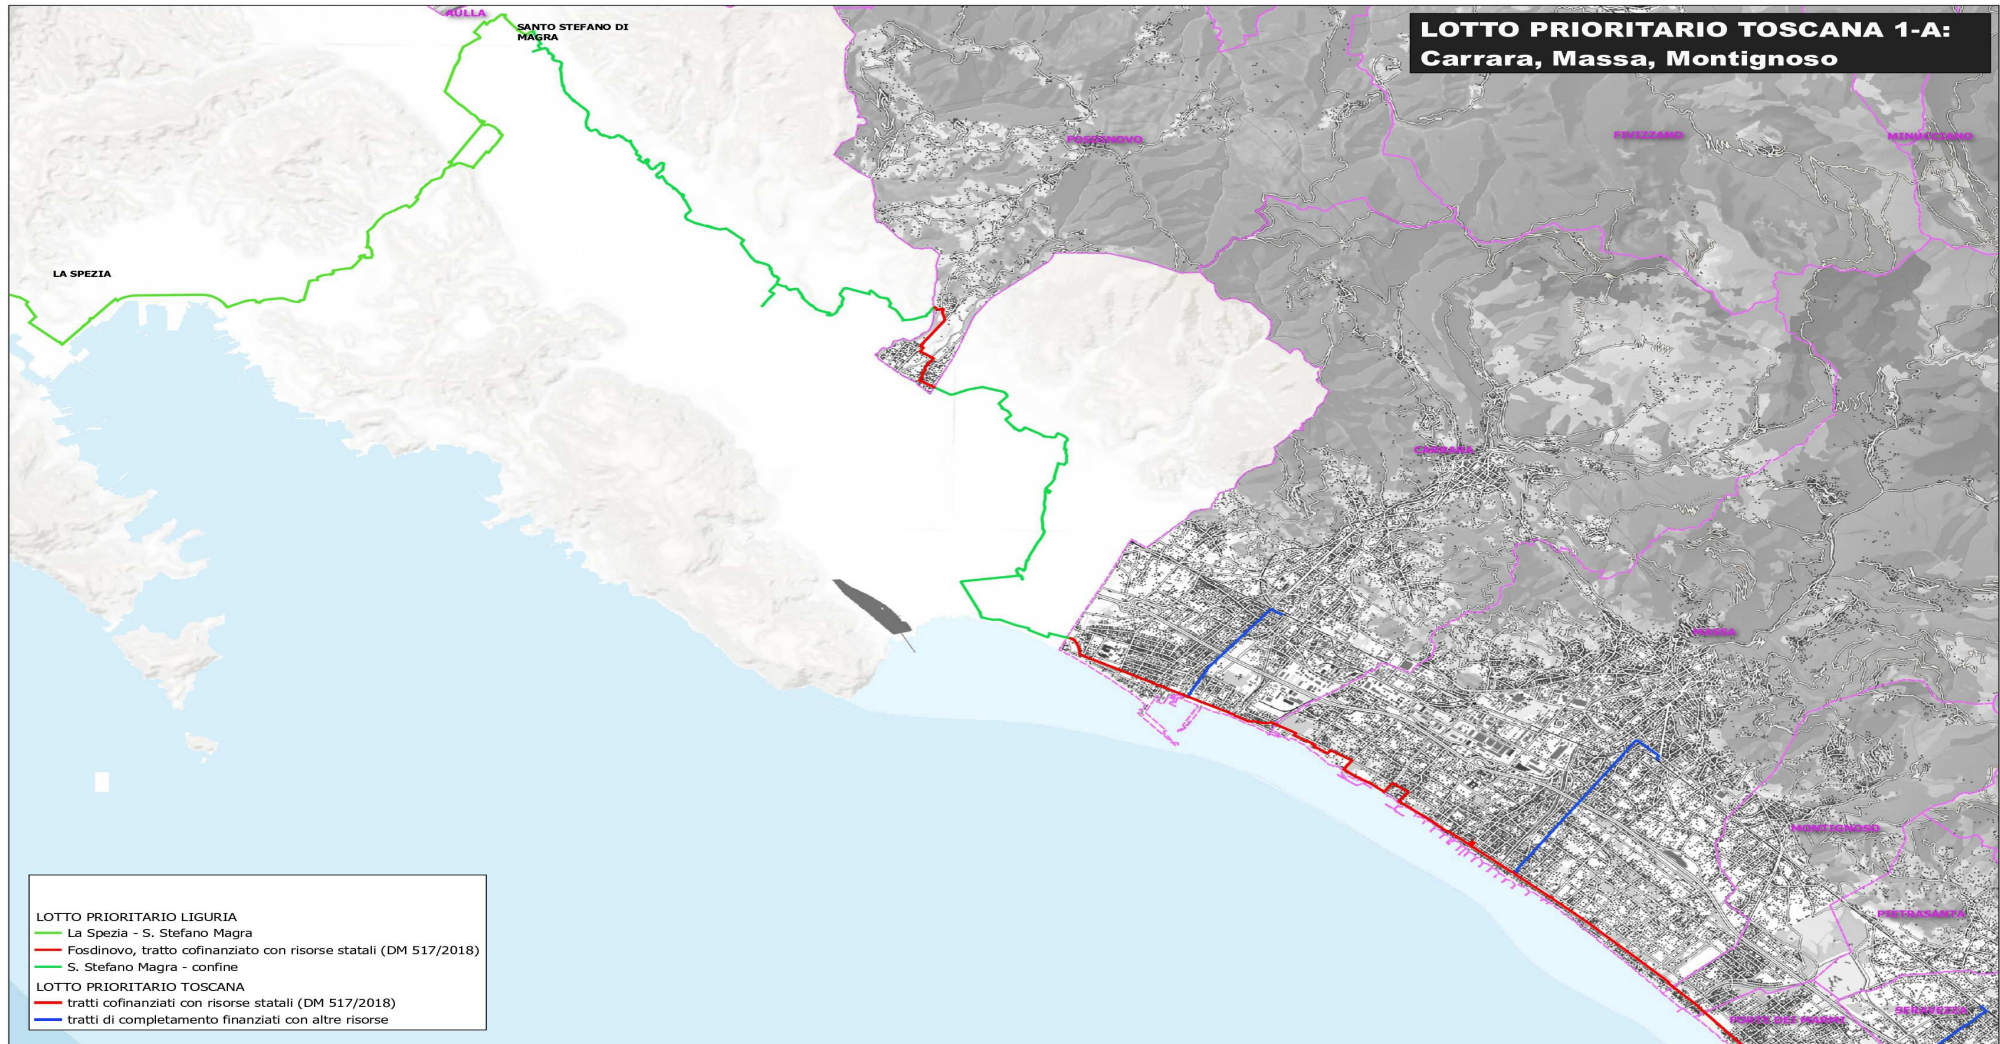 LOTTO PRIORITARIO TOSCANA 1-A:
Carrara, Massa, Montignoso
AULLA
SANTO STEFANO DI
MAGRA
FOSDINOVO
FIVIZZANO
MINUCCIANO
LA SPEZIA
CARRARA
MASSA
MONTIGNOSO
PIETRASANTA
SERAVEZZA
FORTE DEI MARMI
LOTTO PRIORITARIO LIGURIA
La Spezia - S. Stefano Magra
Fosdinovo, tratto cofinanziato con risorse statali (DM 517/2018)
S. Stefano Magra - confine
LOTTO PRIORITARIO TOSCANA
tratti cofinanziati con risorse statali (DM 517/2018)
tratti di completamento finanziati con altre risorse